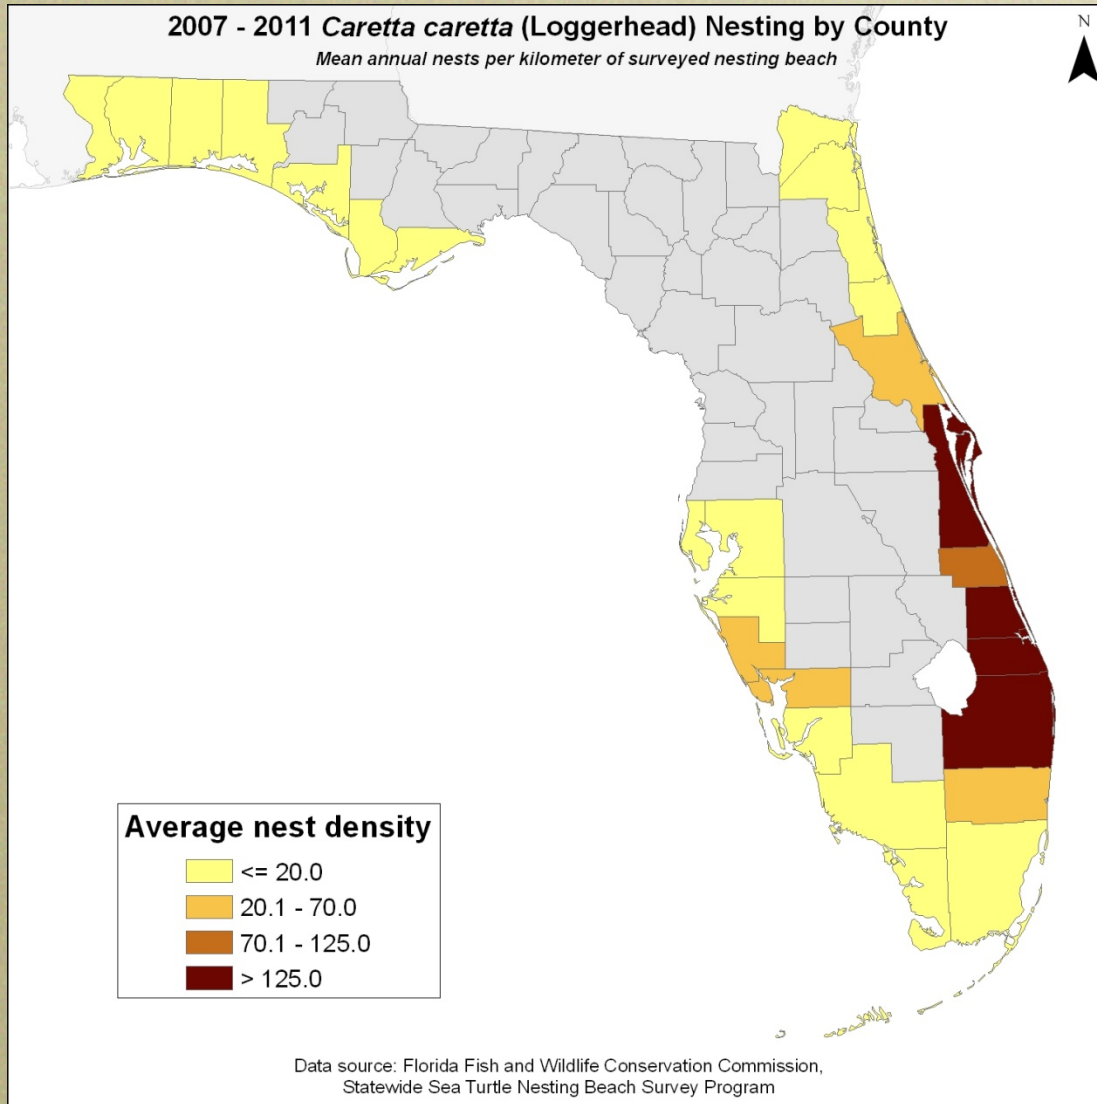 2007 - 2011 Caretta caretta (Loggerhead) Nesting by County
Mean annual nests per kilometer of surveyed nesting beach
N
Average nest density
<= 20.0
20.1 - 70.0
70.1 - 125.0
> 125.0
Data source: Florida Fish and Wildlife Conservation Commission,
Statewide Sea Turtle Nesting Beach Survey Program